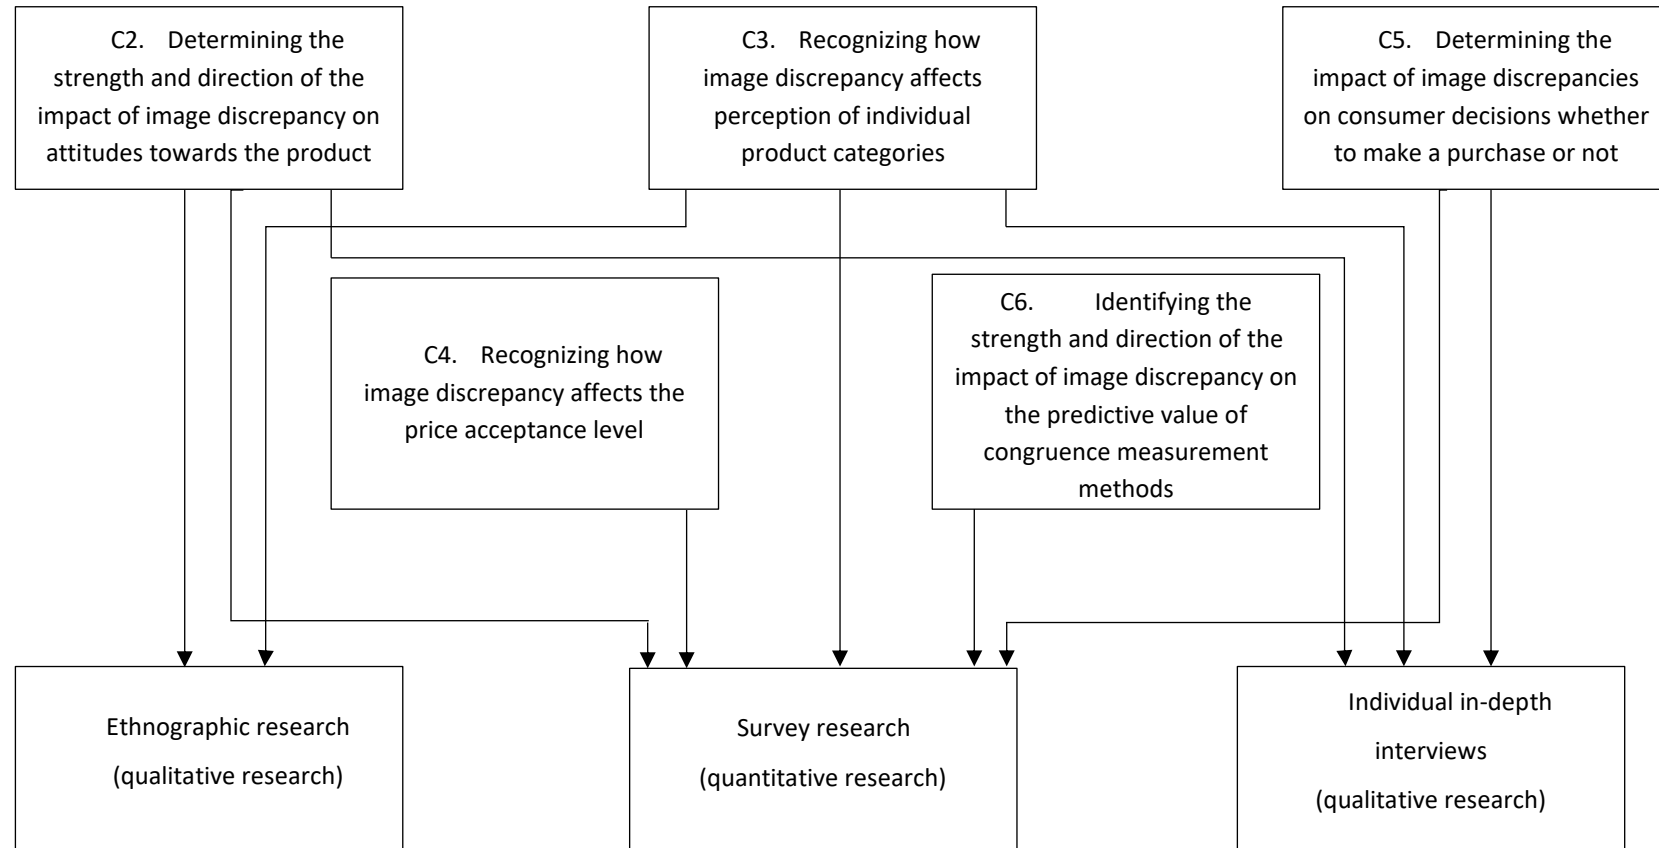 C2. Determining the
strength and direction of the
impact of image discrepancy on
attitudes towards the product
C3. Recognizing how
image discrepancy affects
perception of individual
product categories
C5. Determining the
impact of image discrepancies
on consumer decisions whether
to make a purchase or not
C4. Recognizing how
image discrepancy affects the
price acceptance level
C6. Identifying the
strength and direction of the
impact of image discrepancy on
the predictive value of
congruence measurement
methods
Ethnographic research
(qualitative research)
Survey research
(quantitative research)
Individual in-depth
interviews
(qualitative research)